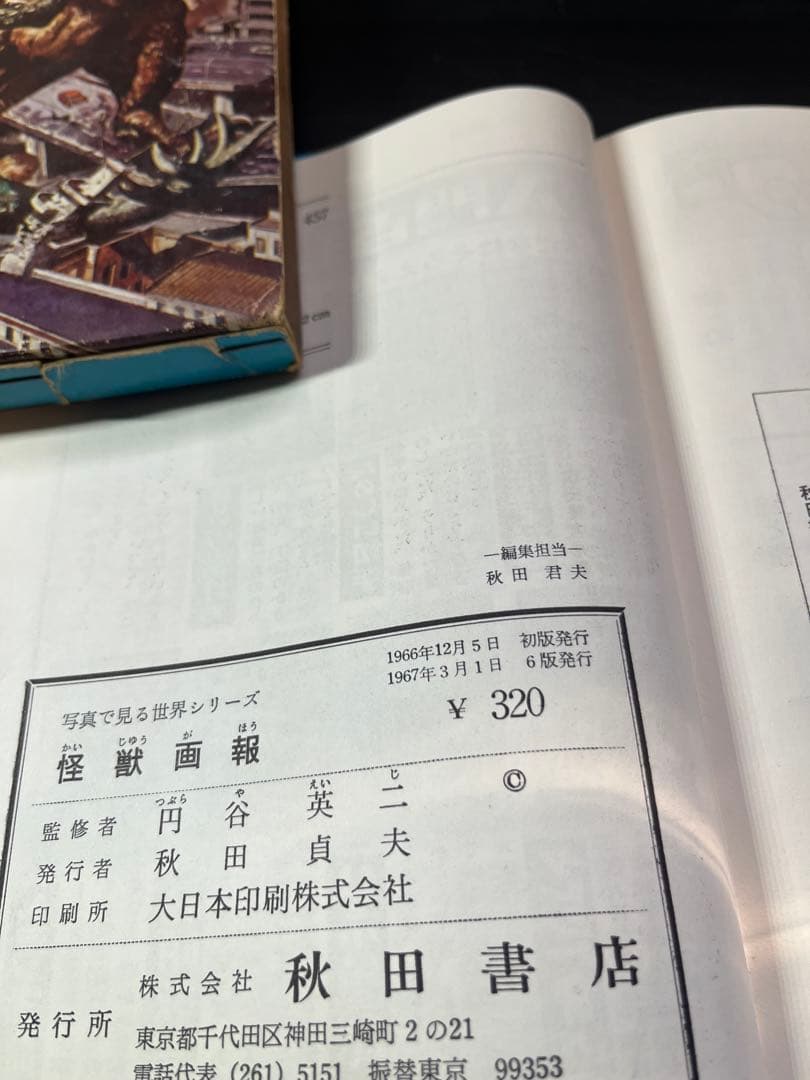 457
2cm
―編集担当―
秋田 君夫
1966年12月5日 初版発行
1967年3月1日 6版発行
¥ 320
写真で見る世界シリーズ
かい じゅう が ほう
怪獣画報
©
つぶら や えい じ
監修者 円谷英二
発行者 秋田貞夫
印刷所 大日本印刷株式会社
発行所 株式会社 秋田書店
東京都千代田区神田三崎町2の21
電話代表 (261) 5151 振替東京 99353